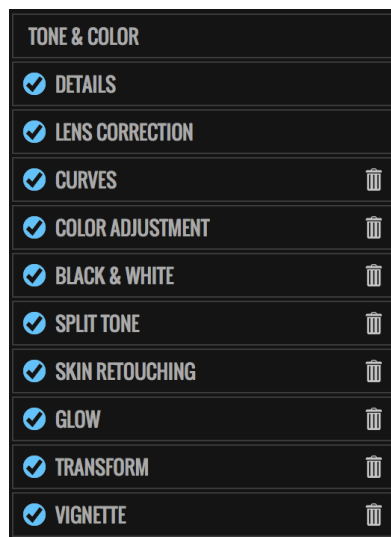 TONE & COLOR
DETAILS
LENS CORRECTION
CURVES
COLOR ADJUSTMENT
BLACK & WHITE
SPLIT TONE
SKIN RETOUCHING
GLOW
TRANSFORM
VIGNETTE